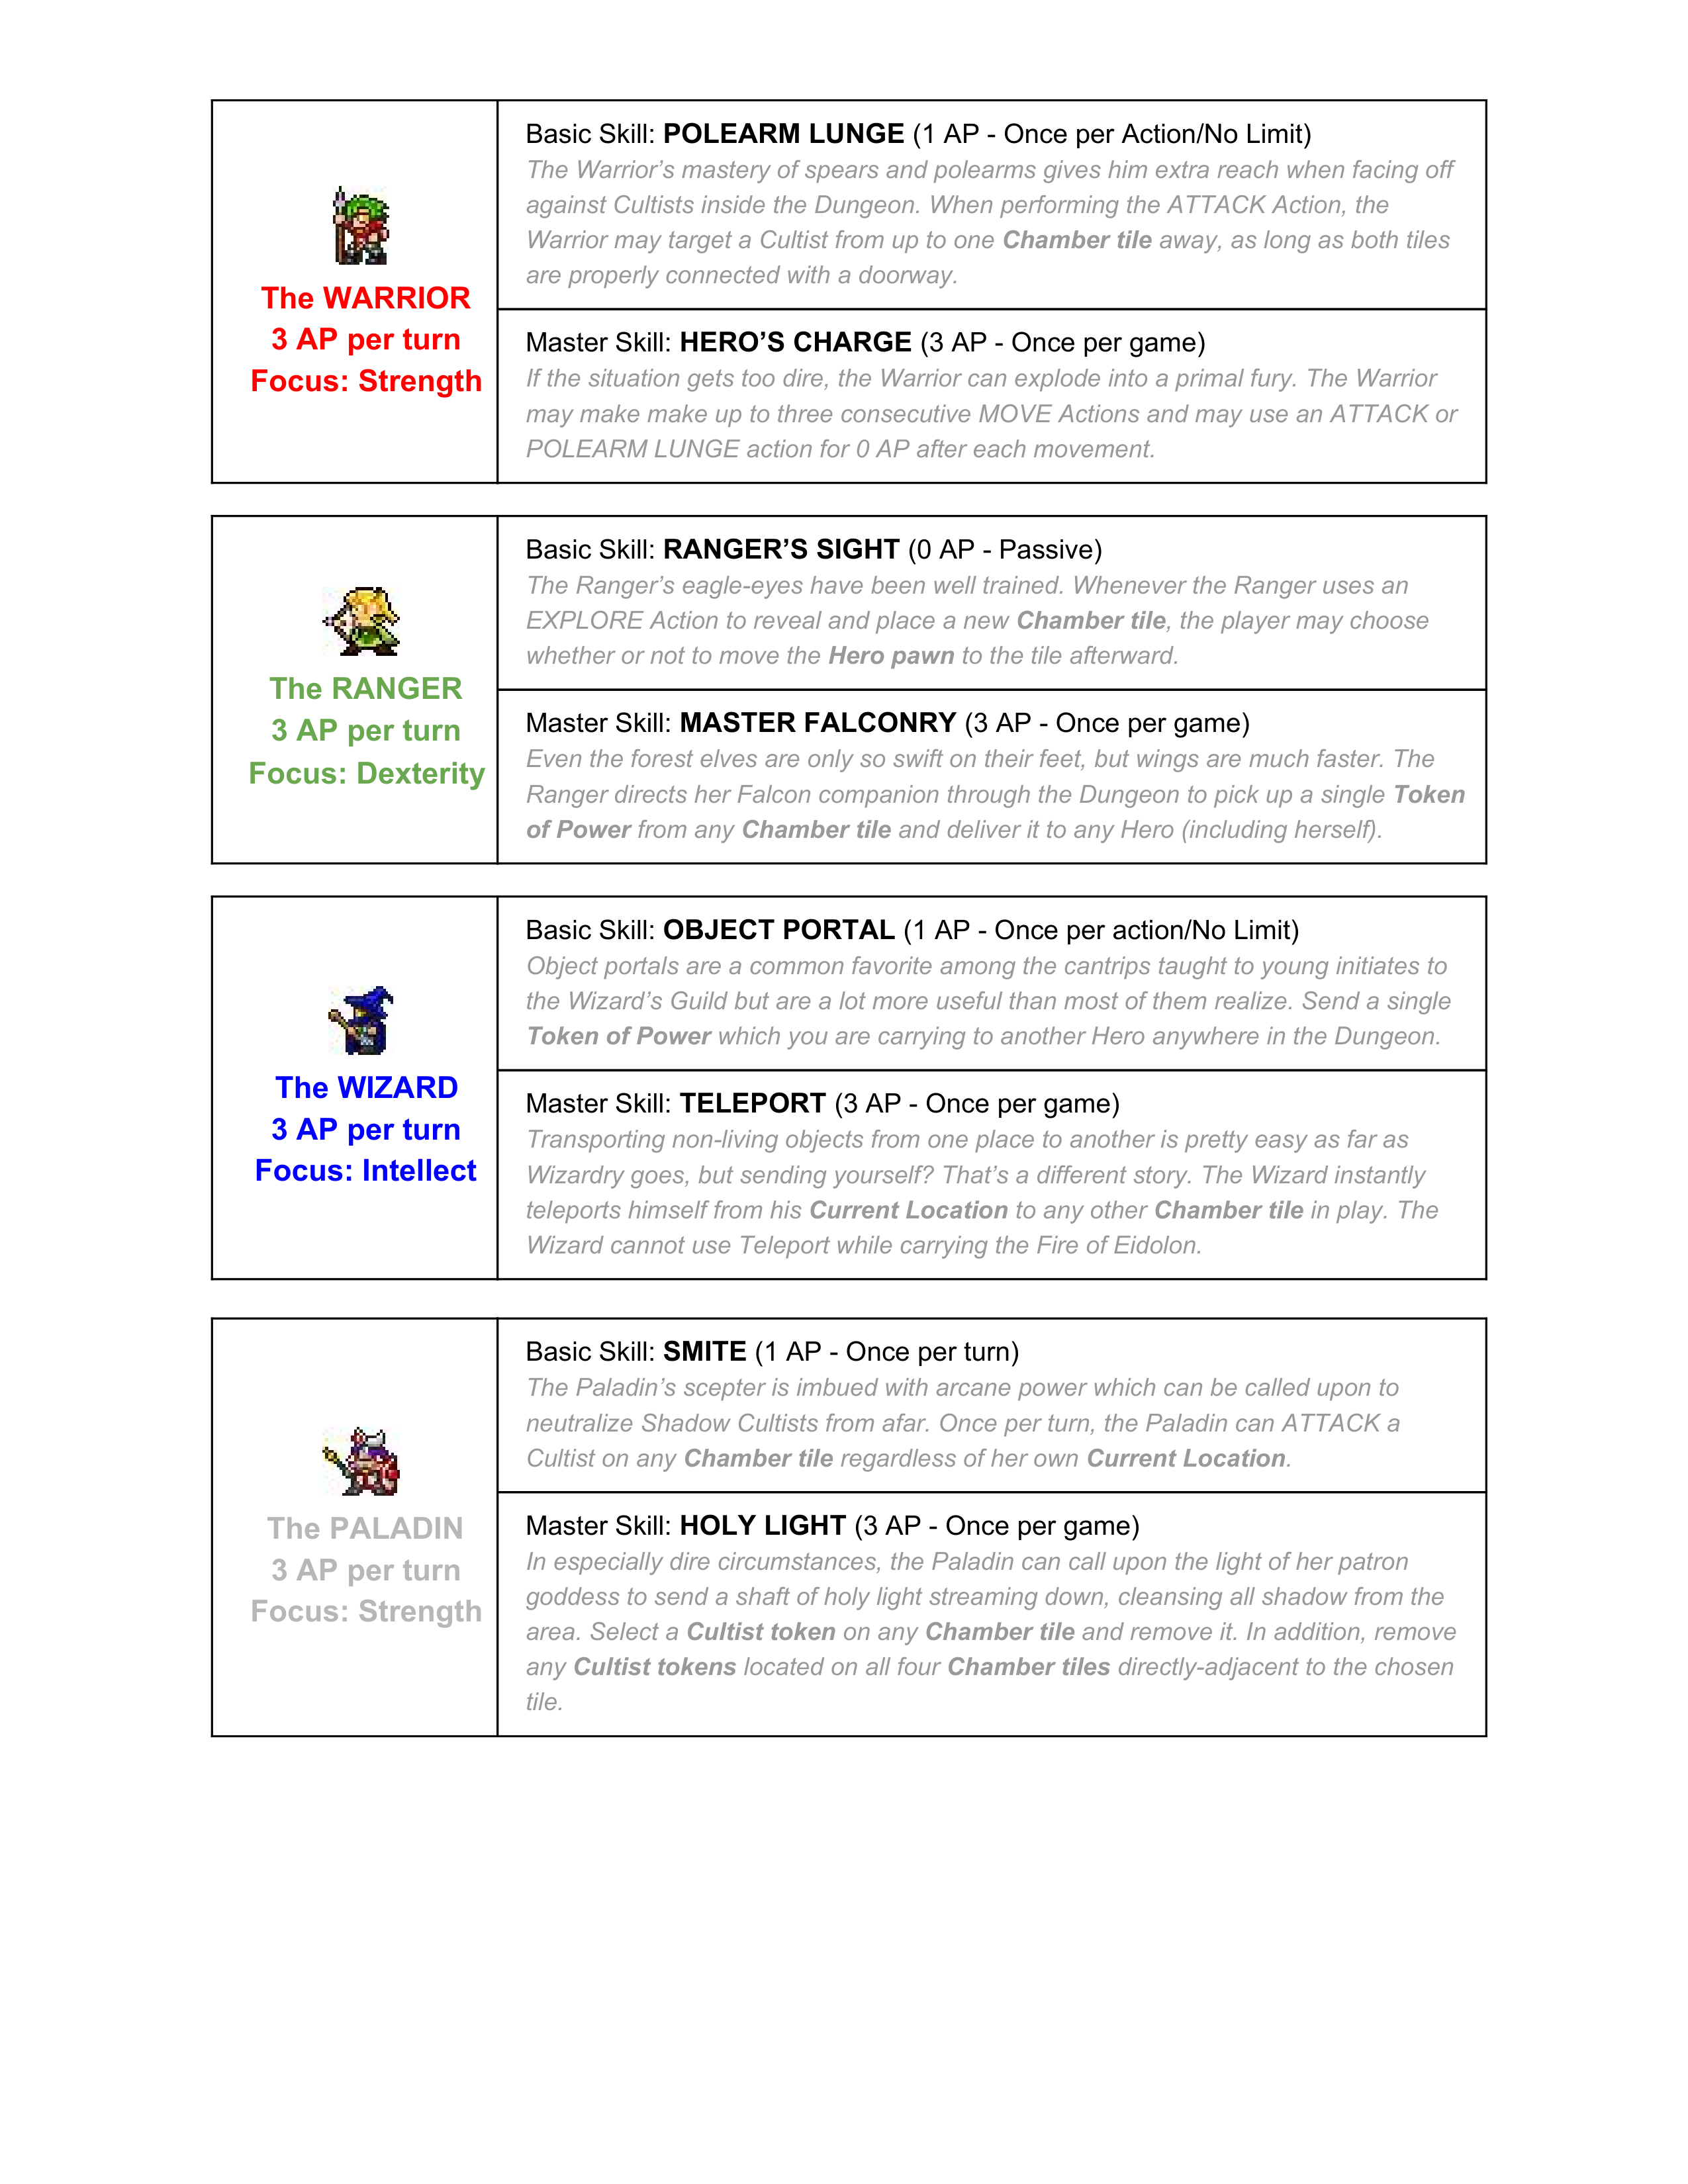 The WARRIOR
3 AP per turn
Focus: Strength
Basic Skill: POLEARM LUNGE (1 AP - Once per Action/No Limit)
The Warrior’s mastery of spears and polearms gives him extra reach when facing off
against Cultists inside the Dungeon. When performing the ATTACK Action, the
Warrior may target a Cultist from up to one Chamber tile away, as long as both tiles
are properly connected with a doorway.
Master Skill: HERO’S CHARGE (3 AP - Once per game)
If the situation gets too dire, the Warrior can explode into a primal fury. The Warrior
may make make up to three consecutive MOVE Actions and may use an ATTACK or
POLEARM LUNGE action for 0 AP after each movement.
The RANGER
3 AP per turn
Focus: Dexterity
Basic Skill: RANGER’S SIGHT (0 AP - Passive)
The Ranger’s eagle-eyes have been well trained. Whenever the Ranger uses an
EXPLORE Action to reveal and place a new Chamber tile, the player may choose
whether or not to move the Hero pawn to the tile afterward.
Master Skill: MASTER FALCONRY (3 AP - Once per game)
Even the forest elves are only so swift on their feet, but wings are much faster. The
Ranger directs her Falcon companion through the Dungeon to pick up a single Token
of Power from any Chamber tile and deliver it to any Hero (including herself).
The WIZARD
3 AP per turn
Focus: Intellect
Basic Skill: OBJECT PORTAL (1 AP - Once per action/No Limit)
Object portals are a common favorite among the cantrips taught to young initiates to
the Wizard’s Guild but are a lot more useful than most of them realize. Send a single
Token of Power which you are carrying to another Hero anywhere in the Dungeon.
Master Skill: TELEPORT (3 AP - Once per game)
Transporting non-living objects from one place to another is pretty easy as far as
Wizardry goes, but sending yourself? That’s a different story. The Wizard instantly
teleports himself from his Current Location to any other Chamber tile in play. The
Wizard cannot use Teleport while carrying the Fire of Eidolon.
The PALADIN
3 AP per turn
Focus: Strength
Basic Skill: SMITE (1 AP - Once per turn)
The Paladin’s scepter is imbued with arcane power which can be called upon to
neutralize Shadow Cultists from afar. Once per turn, the Paladin can ATTACK a
Cultist on any Chamber tile regardless of her own Current Location.
Master Skill: HOLY LIGHT (3 AP - Once per game)
In especially dire circumstances, the Paladin can call upon the light of her patron
goddess to send a shaft of holy light streaming down, cleansing all shadow from the
area. Select a Cultist token on any Chamber tile and remove it. In addition, remove
any Cultist tokens located on all four Chamber tiles directly-adjacent to the chosen
tile.